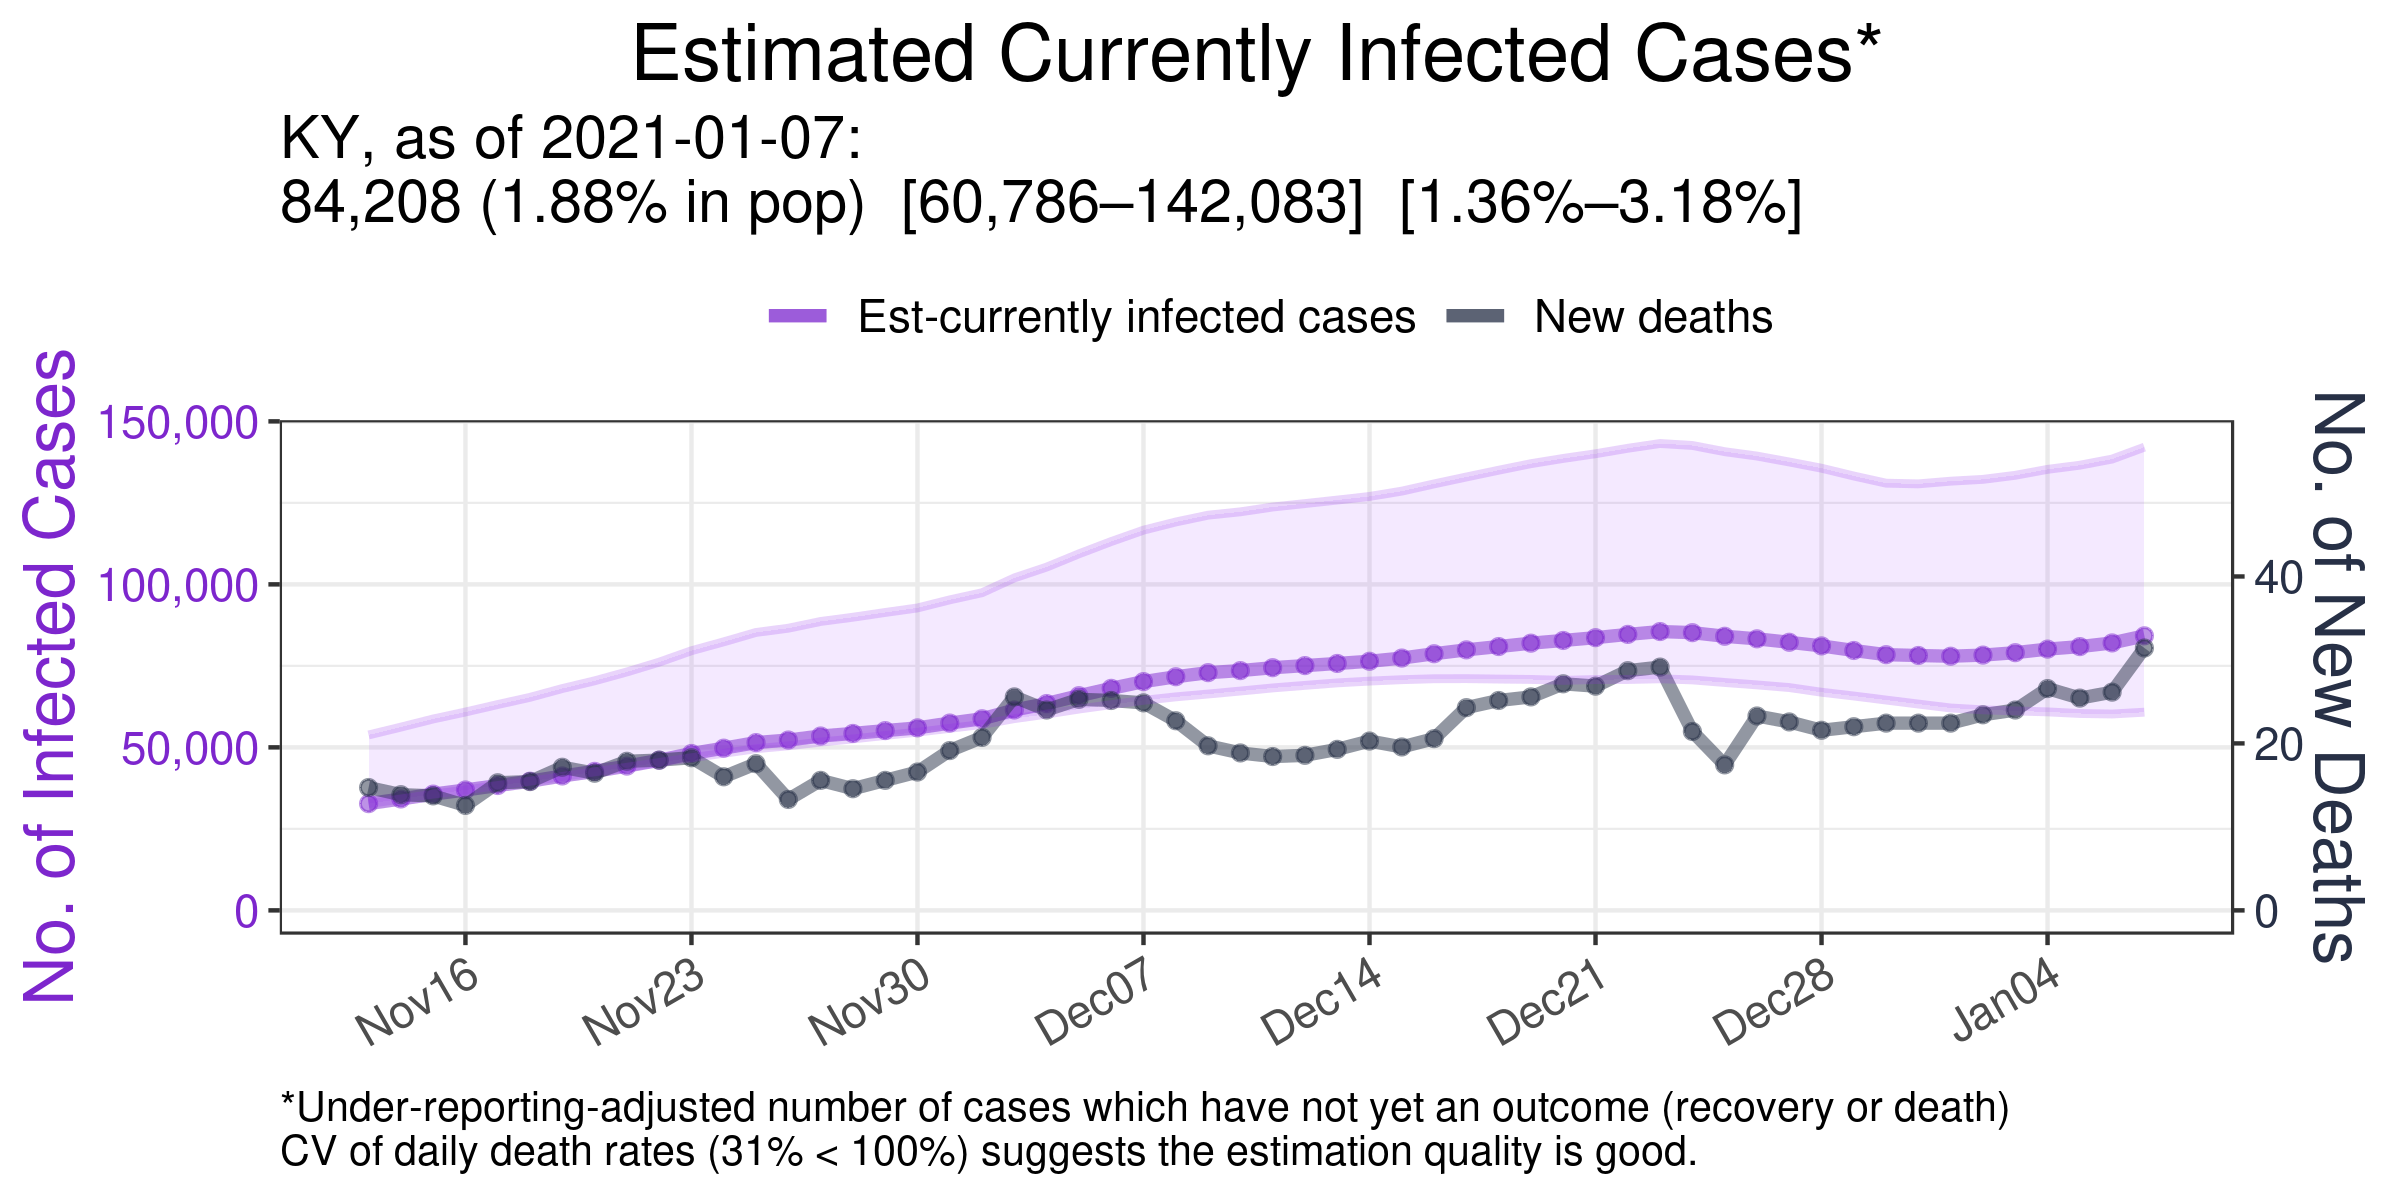 Estimated Currently Infected Cases*
KY, as of 2021-01-07:
84,208 (1.88% in pop)  [60,786–142,083]  [1.36%–3.18%]
Est-currently infected cases
New deaths
No. of Infected Cases
150,000
100,000
50,000
0
No. of New Deaths
40
20
0
Nov16
Nov23
Nov30
Dec07
Dec14
Dec21
Dec28
Jan04
*Under-reporting-adjusted number of cases which have not yet an outcome (recovery or death)
CV of daily death rates (31% < 100%) suggests the estimation quality is good.